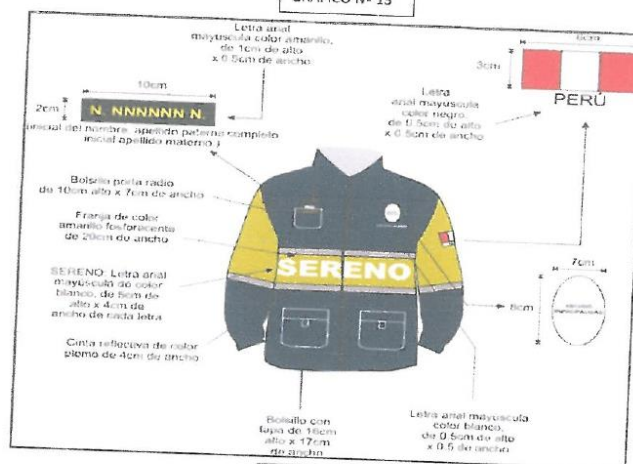 GRÁFICO N° 13
Letra arial
mayuscula color amarillo,
de 1cm de alto
x 0.5cm de ancho
10cm
2cm
N. NNNNNN N.
(inicial del nombre, apellido paterno completo
inicial apellido materno.)
6cm
3cm
PERÚ
Letra
arial mayuscula
color negro,
de 0.5cm de alto
x 0.5cm de ancho
Bolsillo porta radio
de 10cm alto x 7cm de ancho
Franja de color
amarillo fosforescente
de 20cm de ancho
SERENO: Letra arial
mayuscula de color
blanco, de 5cm de
alto x 4cm de
ancho de cada letra
Cinta reflectiva de color
plomo de 4cm de ancho
SERENO
7cm
8cm
Bolsillo con
tapa de 16cm
alto x 17cm
de ancho
Letra arial mayuscula
color blanco,
de 0.5cm de alto
x 0.5 de ancho